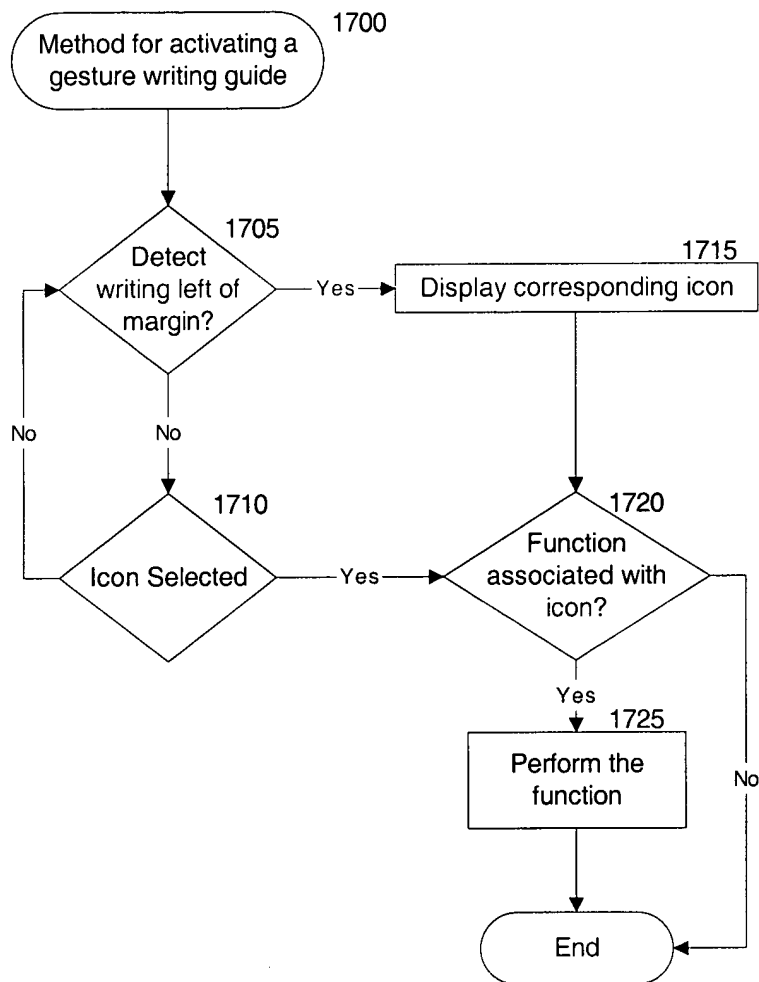 1700
Method for activating a
gesture writing guide
1705
Detect
writing left of
margin?
Yes
1715
Display corresponding icon
No
No
1710
Icon Selected
Yes
1720
Function
associated with
icon?
Yes
1725
Perform the
function
No
End